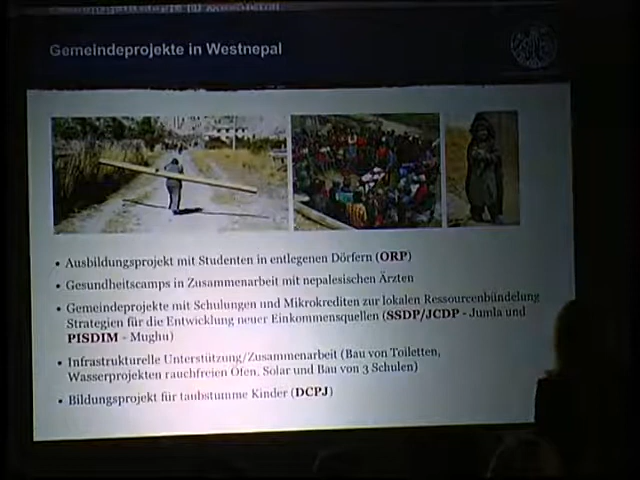 Gemeindeprojekte in Westnepal
• Ausbildungsprojekt mit Studenten in entlegenen Dörfern (ORP)
• Gesundheitscamps in Zusammenarbeit mit nepalesischen Ärzten
• Gemeindeprojekte mit Schulungen und Mikrokrediten zur lokalen Ressourcenbündelung
Strategien für die Entwicklung neuer Einkommensquellen (SSDP/JCDP - Jumla und
PISDIM - Mughu)
• Infrastrukturelle Unterstützung/Zusammenarbeit (Bau von Toiletten,
Wasserprojekten rauchfreien Öfen, Solar und Bau von 3 Schulen)
• Bildungsprojekt für taubstumme Kinder (DCPJ)